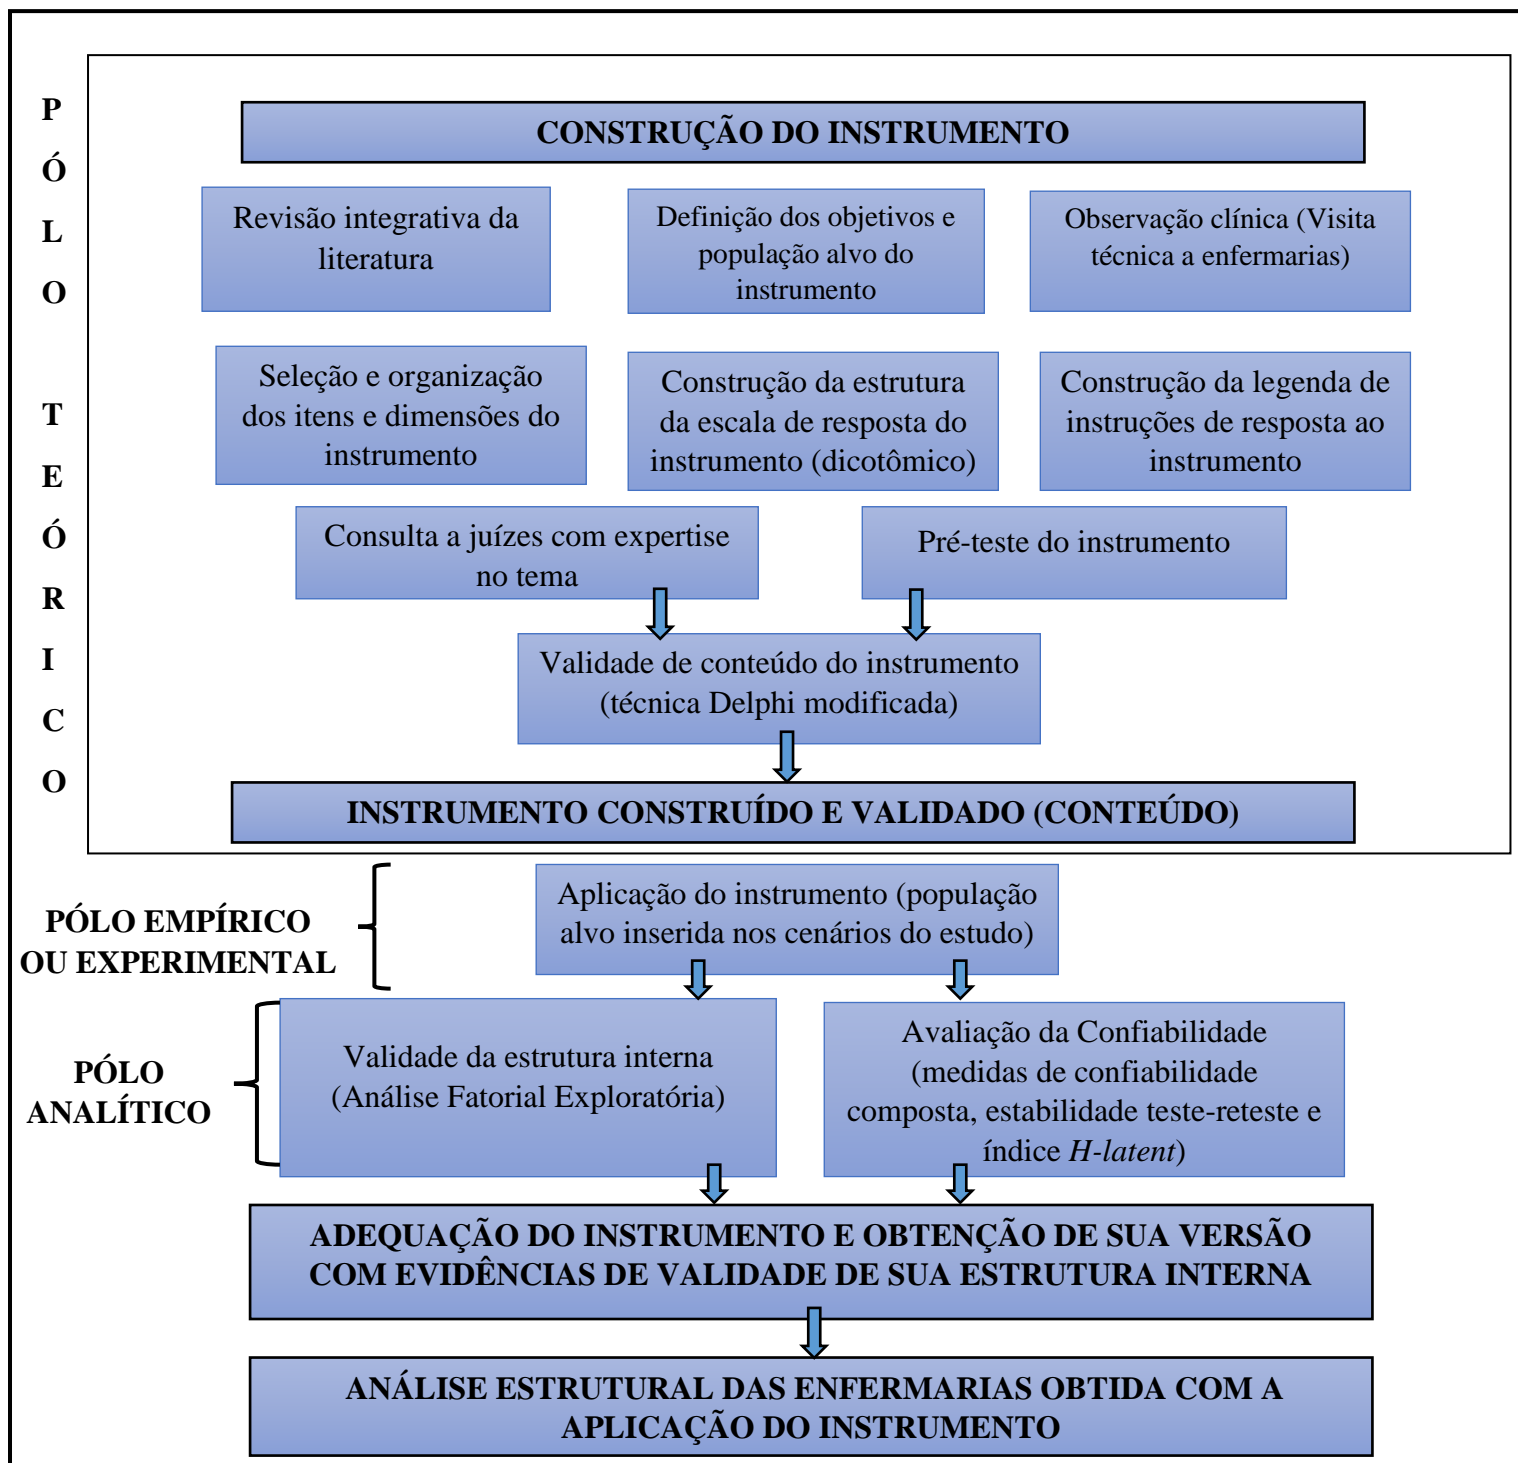 PÓLO TEÓRICO
CONSTRUÇÃO DO INSTRUMENTO
Revisão integrativa da
literatura
Definição dos objetivos e
população alvo do
instrumento
Observação clínica (Visita
técnica a enfermarias)
Seleção e organização
dos itens e dimensões do
instrumento
Construção da estrutura
da escala de resposta do
instrumento (dicotômico)
Construção da legenda de
instruções de resposta ao
instrumento
Consulta a juízes com expertise
no tema
Pré-teste do instrumento
Validade de conteúdo do instrumento
(técnica Delphi modificada)
INSTRUMENTO CONSTRUÍDO E VALIDADO (CONTEÚDO)
PÓLO EMPÍRICO
OU EXPERIMENTAL
Aplicação do instrumento (população
alvo inserida nos cenários do estudo)
PÓLO
ANALÍTICO
Validade da estrutura interna
(Análise Fatorial Exploratória)
Avaliação da Confiabilidade
(medidas de confiabilidade
composta, estabilidade teste-reteste e
índice H-latent)
ADEQUAÇÃO DO INSTRUMENTO E OBTENÇÃO DE SUA VERSÃO
COM EVIDÊNCIAS DE VALIDADE DE SUA ESTRUTURA INTERNA
ANÁLISE ESTRUTURAL DAS ENFERMARIAS OBTIDA COM A
APLICAÇÃO DO INSTRUMENTO